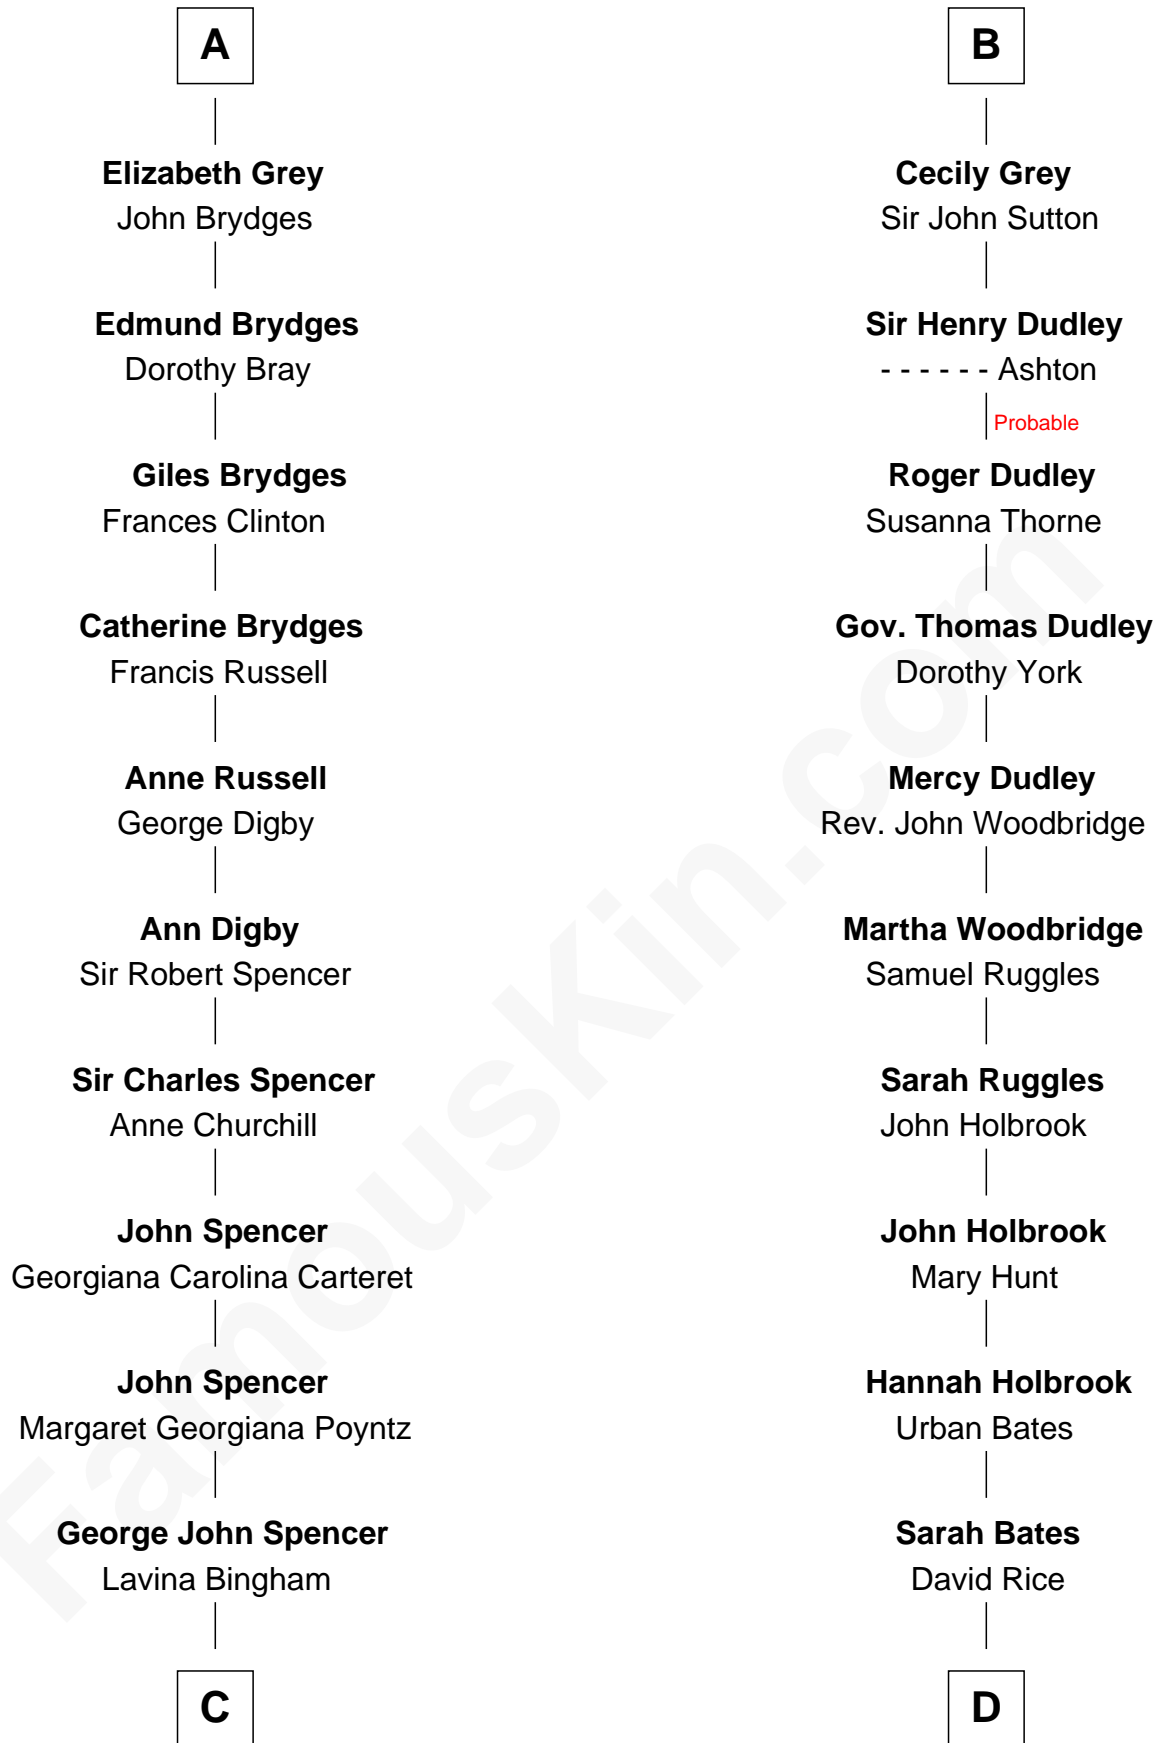 A
Elizabeth Grey
John Brydges
Edmund Brydges
Dorothy Bray
Giles Brydges
Frances Clinton
Catherine Brydges
Francis Russell
Anne Russell
George Digby
Ann Digby
Sir Robert Spencer
Sir Charles Spencer
Anne Churchill
John Spencer
Georgiana Carolina Carteret
John Spencer
Margaret Georgiana Poyntz
George John Spencer
Lavina Bingham
C
B
Cecily Grey
Sir John Sutton
Sir Henry Dudley
- - - - - - Ashton
Probable
Roger Dudley
Susanna Thorne
Gov. Thomas Dudley
Dorothy York
Mercy Dudley
Rev. John Woodbridge
Martha Woodbridge
Samuel Ruggles
Sarah Ruggles
John Holbrook
John Holbrook
Mary Hunt
Hannah Holbrook
Urban Bates
Sarah Bates
David Rice
D
FamousKin.com